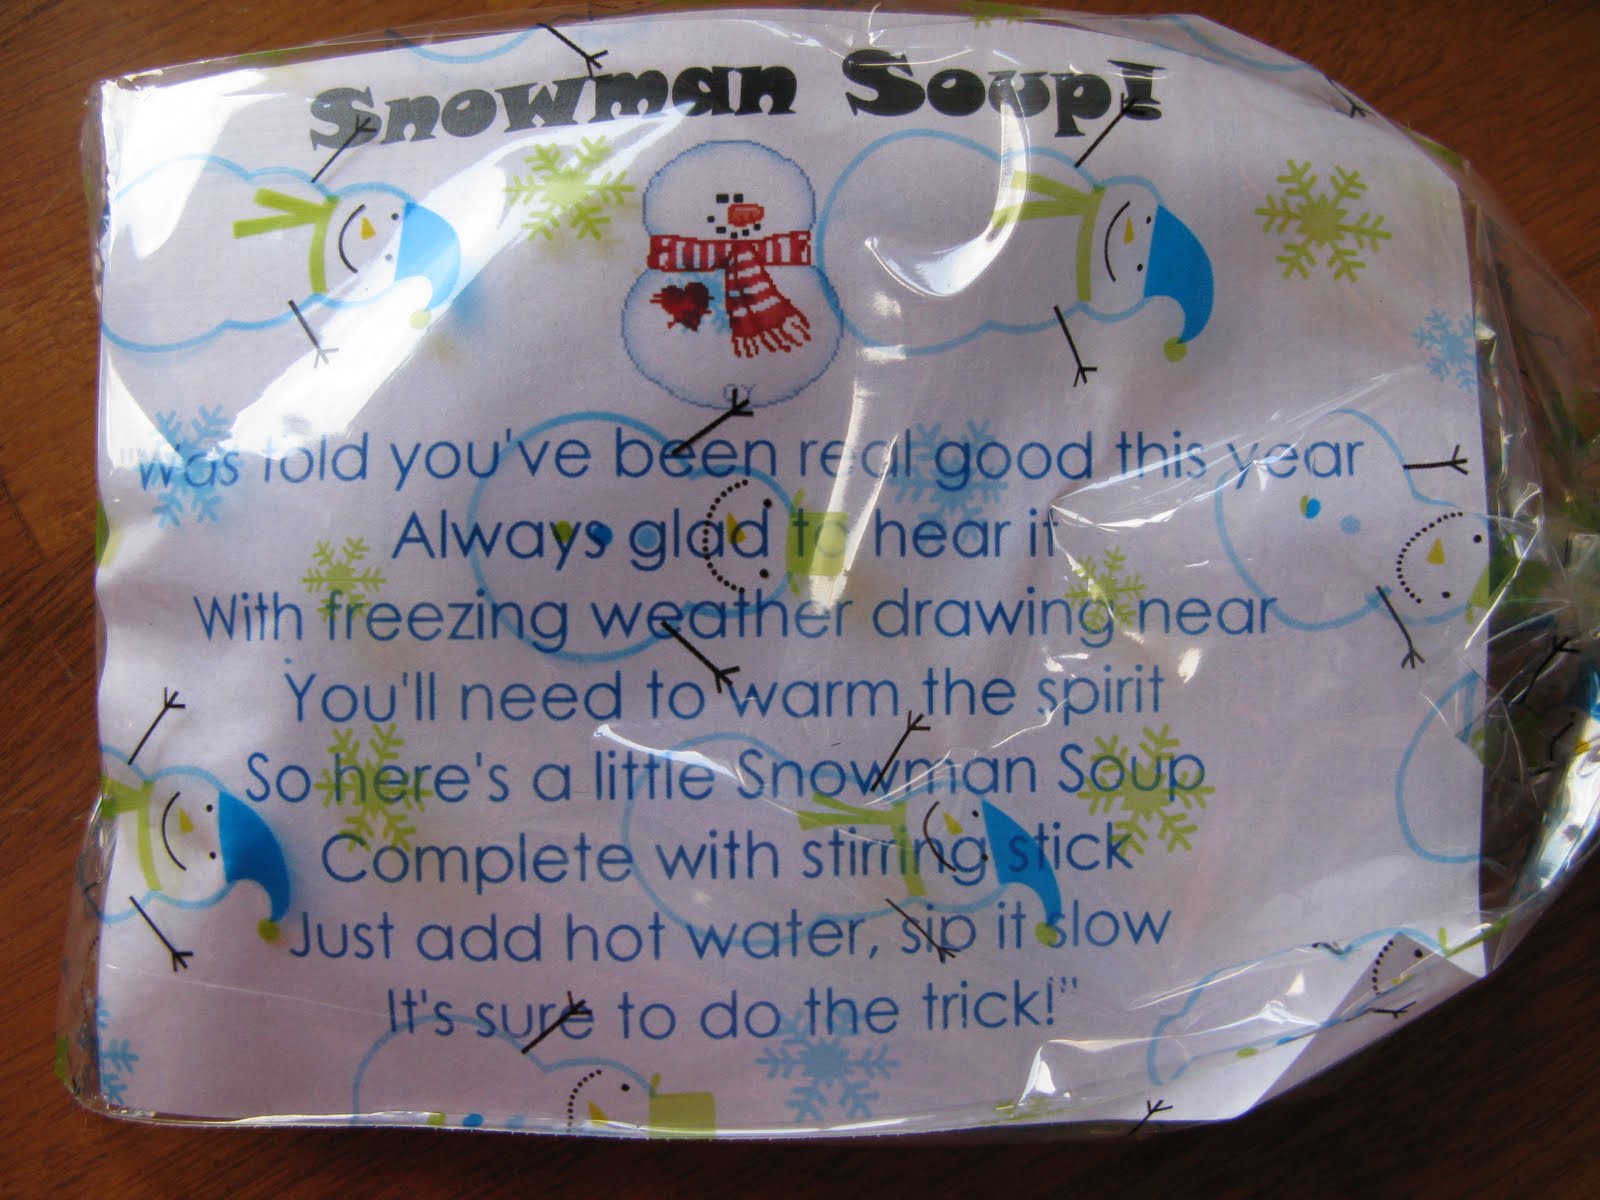 Snowman Soup!
"Was told you've been real good this year
Always glad to hear it
With freezing weather drawing near
You'll need to warm the spirit
So here's a little Snowman Soup
Complete with stirring stick
Just add hot water, sip it slow
It's sure to do the trick!"